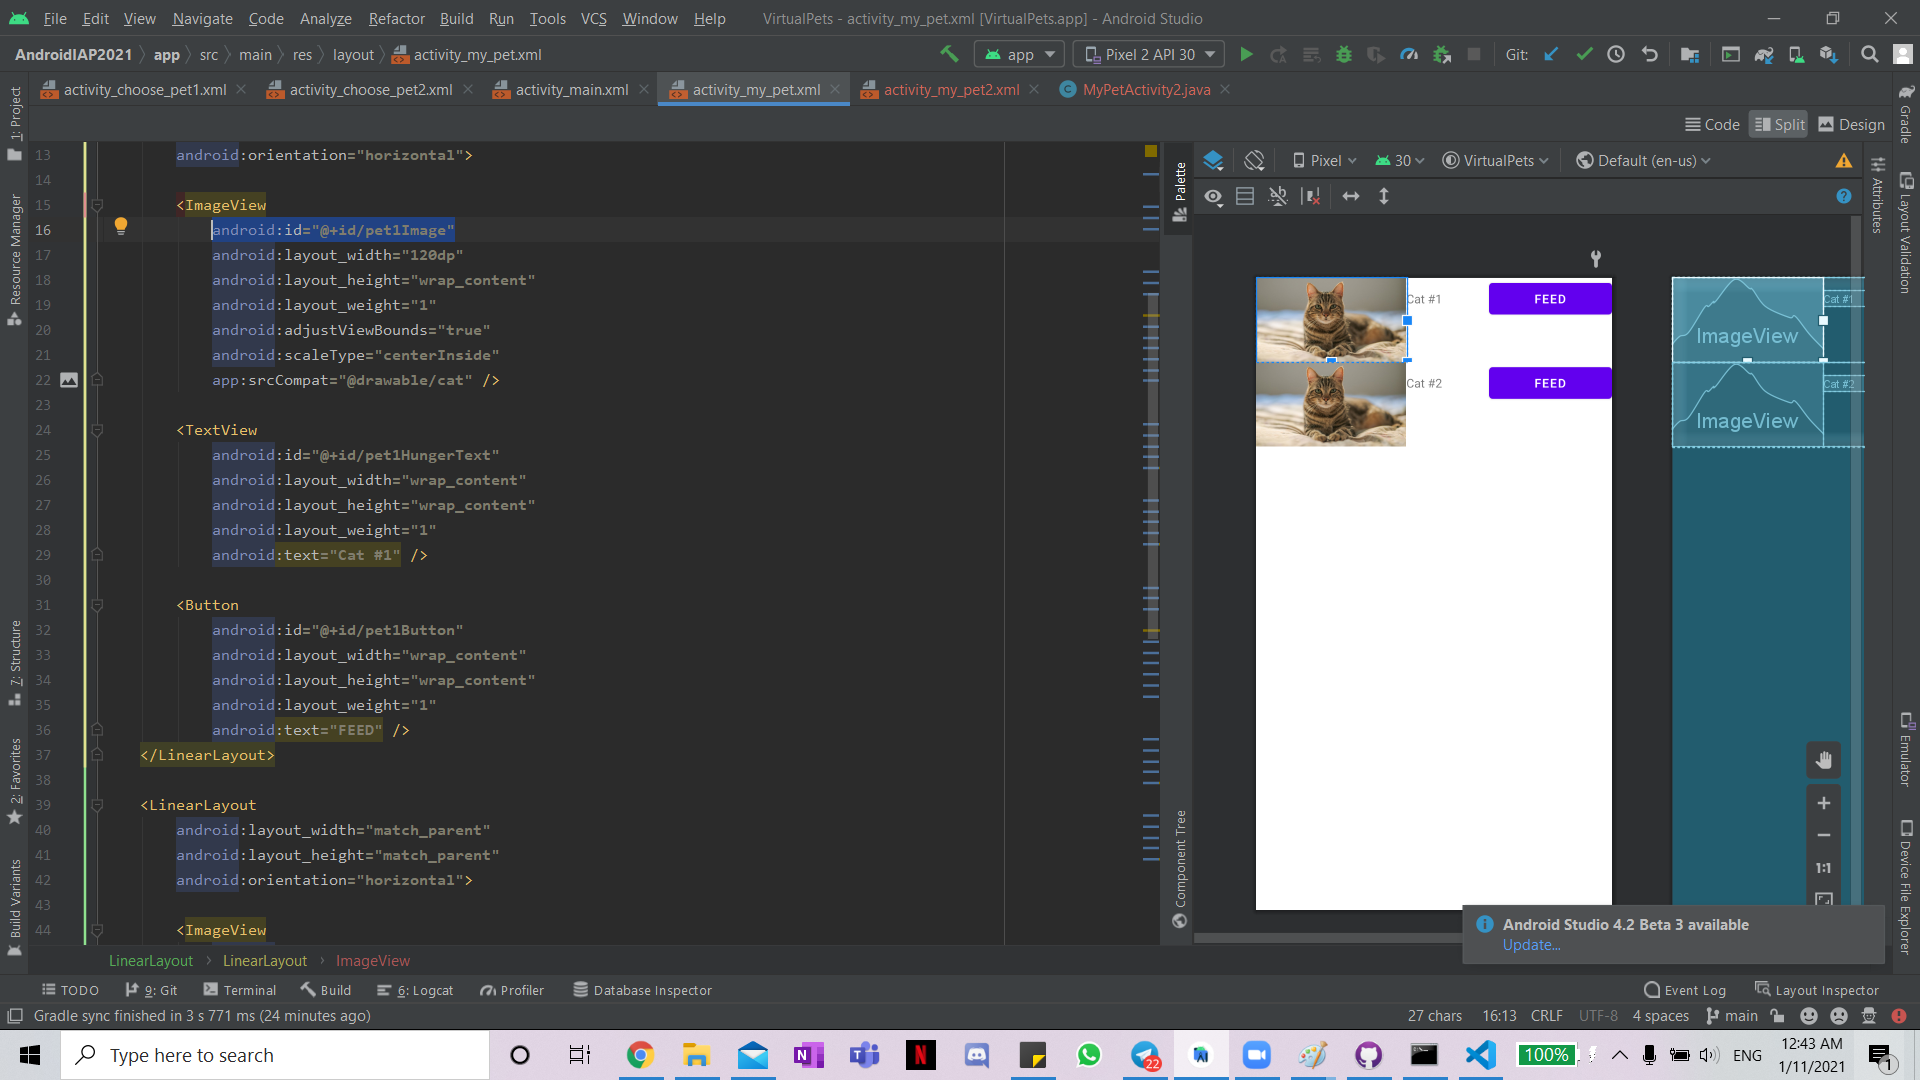 File Edit View Navigate Code Analyze Refactor Build Run Tools VCS Window Help VirtualPets - activity_my_pet.xml [VirtualPets.app] - Android Studio
AndroidIAP2021 app src main res layout activity_my_pet.xml app Pixel 2 API 30 Git:
activity_choose_pet1.xml activity_choose_pet2.xml activity_main.xml activity_my_pet.xml activity_my_pet2.xml MyPetActivity2.java
Code Split Design
1: Project
Resource Manager
7: Structure
2: Favorites
Build Variants
13 android:orientation="horizontal">
14
15 <ImageView
16 android:id="@+id/pet1Image"
17 android:layout_width="120dp"
18 android:layout_height="wrap_content"
19 android:layout_weight="1"
20 android:adjustViewBounds="true"
21 android:scaleType="centerInside"
22 app:srcCompat="@drawable/cat" />
23
24 <TextView
25 android:id="@+id/pet1HungerText"
26 android:layout_width="wrap_content"
27 android:layout_height="wrap_content"
28 android:layout_weight="1"
29 android:text="Cat #1" />
30
31 <Button
32 android:id="@+id/pet1Button"
33 android:layout_width="wrap_content"
34 android:layout_height="wrap_content"
35 android:layout_weight="1"
36 android:text="FEED" />
37 </LinearLayout>
38
39 <LinearLayout
40 android:layout_width="match_parent"
41 android:layout_height="match_parent"
42 android:orientation="horizontal">
43
44 <ImageView
Palette
Component Tree
Pixel 30 VirtualPets Default (en-us)
Cat #1 FEED
Cat #2 FEED
ImageView Cat #1
ImageView Cat #2
1:1
Gradle
Attributes
Layout Validation
Emulator
Device File Explorer
Android Studio 4.2 Beta 3 available
Update...
LinearLayout LinearLayout ImageView
TODO 9: Git Terminal Build 6: Logcat Profiler Database Inspector Event Log Layout Inspector
Gradle sync finished in 3 s 771 ms (24 minutes ago) 27 chars 16:13 CRLF UTF-8 4 spaces main
Type here to search 22 100% ENG 12:43 AM
1/11/2021 1